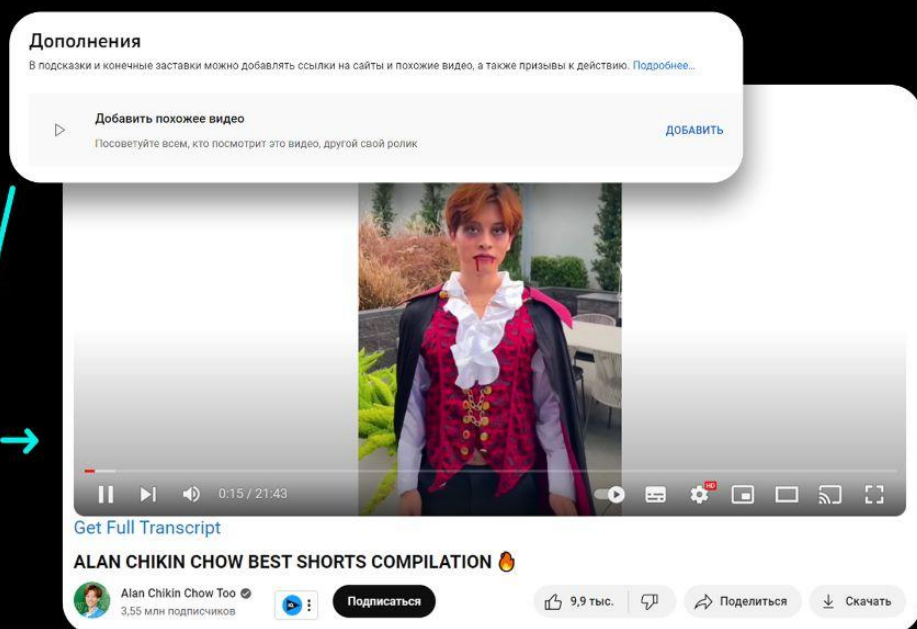 Дополнения
В подсказки и конечные заставки можно добавлять ссылки на сайты и похожие видео, а также призывы к действию. Подробнее...
Добавить похожее видео
Посоветуйте всем, кто посмотрит это видео, другой свой ролик
ДОБАВИТЬ
0:15 / 21:43
HD
Get Full Transcript
ALAN CHIKIN CHOW BEST SHORTS COMPILATION 🔥
Alan Chikin Chow Too
3,55 млн подписчиков
Подписаться
9,9 тыс.
Поделиться
Скачать